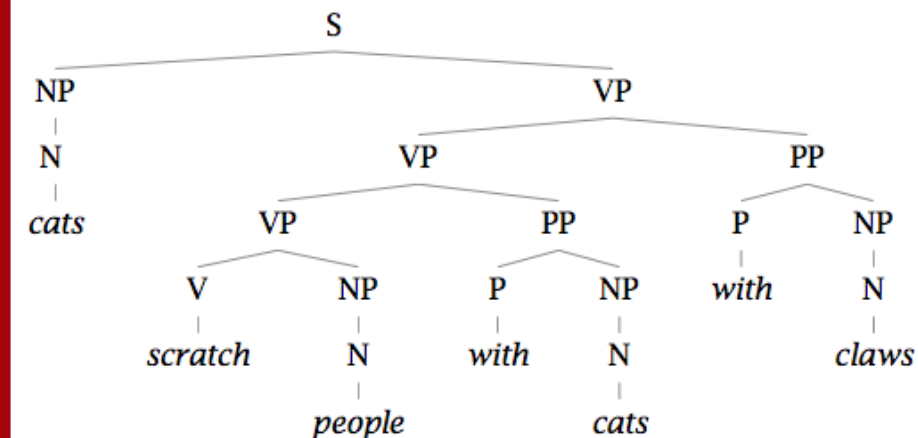 S
NP VP
N VP PP
cats VP PP P NP
V NP P NP with N
scratch N with N claws
people cats